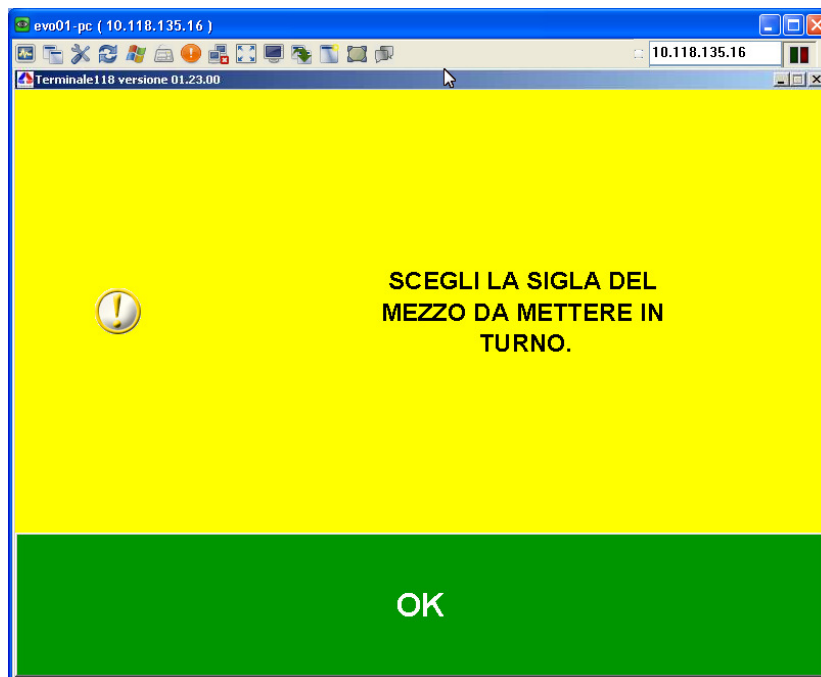 evo01-pc ( 10.118.135.16 )
10.118.135.16
Terminale118 versione 01.23.00
SCEGLI LA SIGLA DEL
MEZZO DA METTERE IN
TURNO.
OK